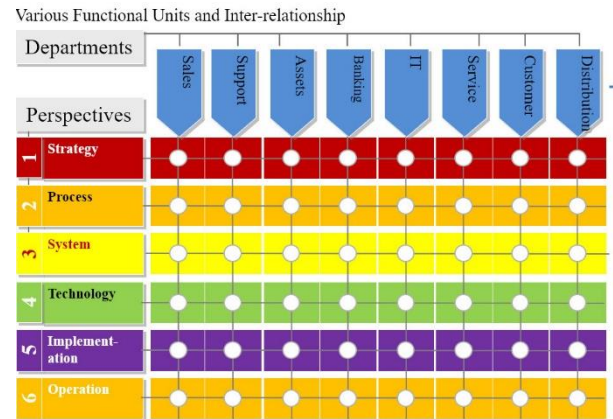 Various Functional Units and Inter-relationship
Departments
Sales
Support
Assets
Banking
IT
Service
Customer
Distribution
Perspectives
1 Strategy
2 Process
3 System
4 Technology
5 Implement-
ation
6 Operation